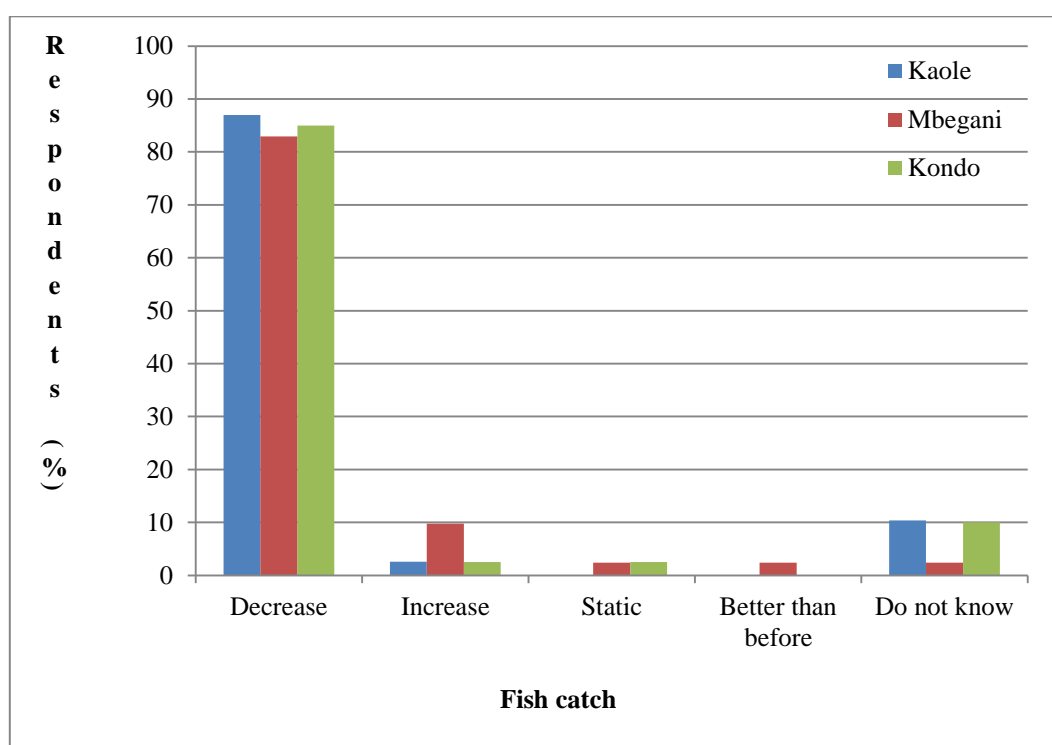 Respondents (%)
100
90
80
70
60
50
40
30
20
10
0
Kaole
Mbegani
Kondo
Decrease
Increase
Static
Better than
before
Do not know
Fish catch